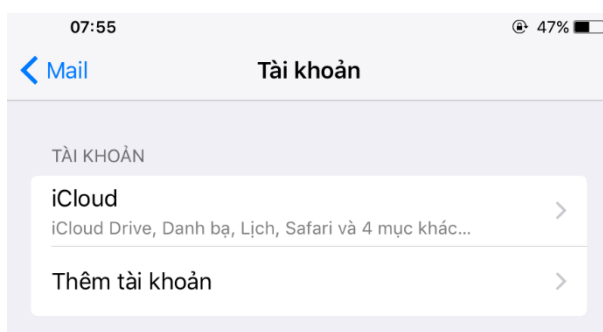 07:55
47%
Mail
Tài khoản
TÀI KHOẢN
iCloud
iCloud Drive, Danh bạ, Lịch, Safari và 4 mục khác...
Thêm tài khoản